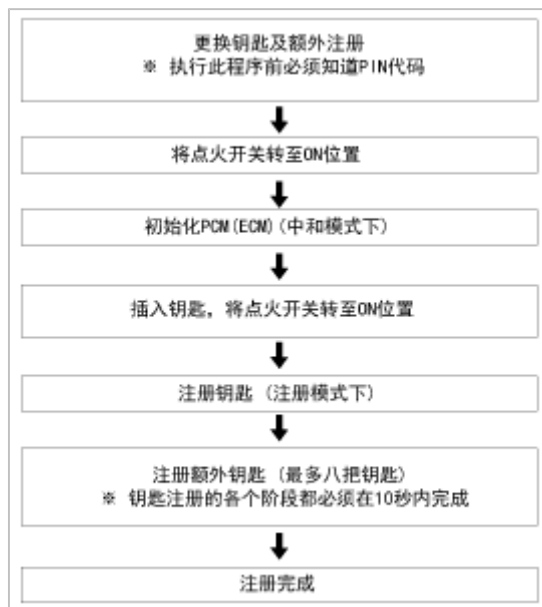 更换钥匙及额外注册
※ 执行此程序前必须知道PIN代码
将点火开关转至ON位置
初始化PCM(ECM)(中和模式下)
插入钥匙，将点火开关转至ON位置
注册钥匙 (注册模式下)
注册额外钥匙 (最多八把钥匙)
※ 钥匙注册的各个阶段都必须在10秒内完成
注册完成